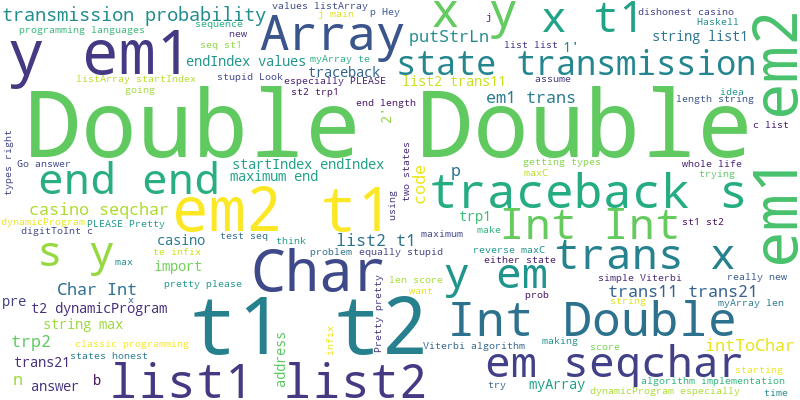 values listArray
j main
p Hey
j
dishonest casino
transmission probability
sequence
Array
x y
x t1
Haskell
programming languages
new
putStrLn
string list1
em2
y em1
seq st1
list list
1'
endIndex values
myArray te
state transmission
listArray startIndex
stupid Look
traceback
especially PLEASE
list2 trans11
assume
going
st2 trp1
em1 trans
length string
idea
Double
end length
Double
c list
2'
types right
Go answer
startIndex endIndex
getting types
whole life
em1
end end
maximum end
two states
code
p
maxC
trying
traceback s
casino seqchar
em2 t1
using
trp1
Int Int
st1 st2
dynamicProgram
PLEASE Pretty
make
digitToInt c
test seq
maximum
s y
casino
think
list2 t1
reverse maxC
trans x
max
te infix
problem equally stupid
either state
import
Char
y em
simple Viterbi
really new
Char Int
pretty please
len score
trans11 trans21
pre
x
want
prob
string
myArray len
t2 dynamicProgram
t1 t2
Pretty pretty
Int Double
string max
infix
making
intToChar
trp2
classic programming
address
Viterbi algorithm
score
trans21
states honest
em seqchar
starting
n
answer
b
list1 list2
try
myArray
algorithm implementation
dynamicProgram especially
time